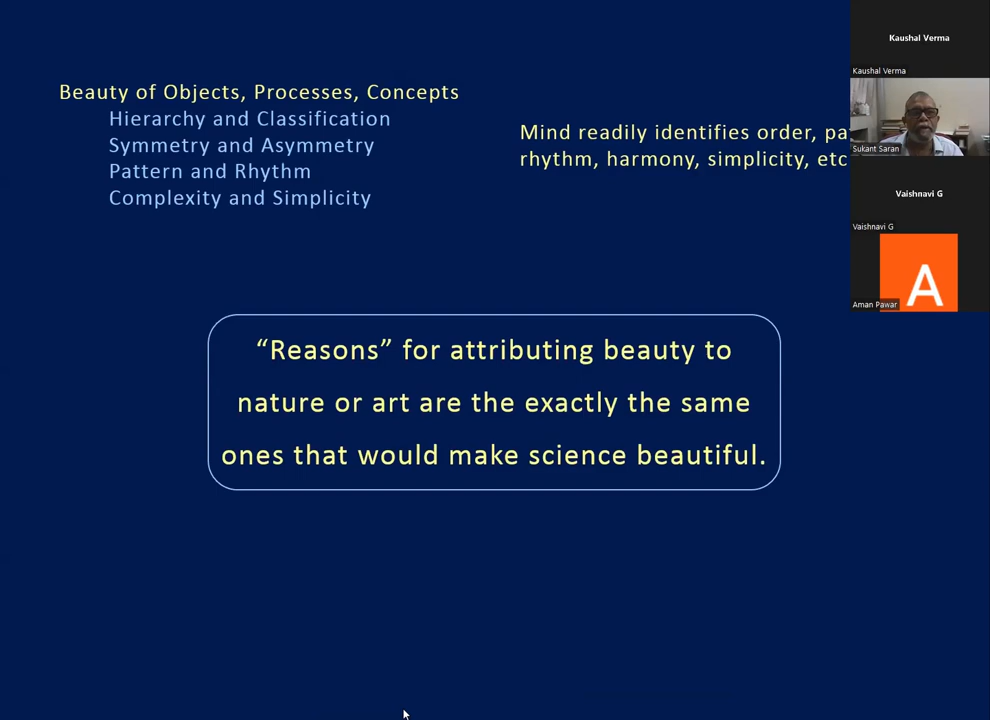 Beauty of Objects, Processes, Concepts
Hierarchy and Classification
Symmetry and Asymmetry
Pattern and Rhythm
Complexity and Simplicity
Mind readily identifies order,
rhythm, harmony, simplicity, etc
“Reasons” for attributing beauty to
nature or art are the exactly the same
ones that would make science beautiful.
Kaushal Verma
Kaushal Verma
Sukant Saran
Vaishnavi G
Vaishnavi G
A
Aman Pawar